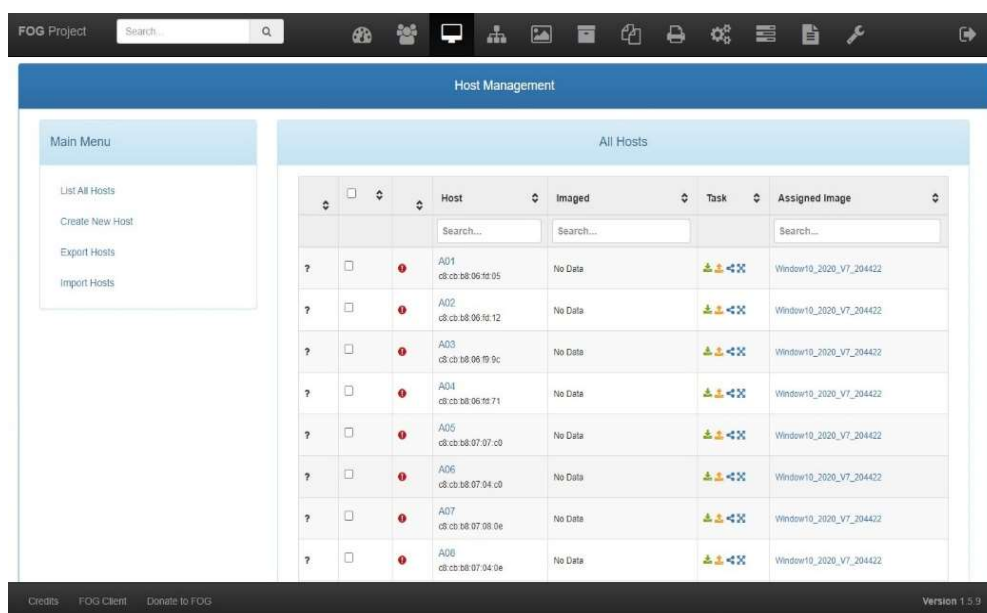 FOG Project Search...
Host Management
Main Menu
All Hosts
List All Hosts
Create New Host
Export Hosts
Import Hosts
Host Imaged Task Assigned Image
Search... Search... Search...
? A01 No Data Window10_2020_V7_204422
c8:cb:b8:06:fd:05
? A02 No Data Window10_2020_V7_204422
c8:cb:b8:06:fd:12
? A03 No Data Window10_2020_V7_204422
c8:cb:b8:06:f9:9c
? A04 No Data Window10_2020_V7_204422
c8:cb:b8:06:fd:71
? A05 No Data Window10_2020_V7_204422
c8:cb:b8:07:07:c0
? A06 No Data Window10_2020_V7_204422
c8:cb:b8:07:04:c0
? A07 No Data Window10_2020_V7_204422
c8:cb:b8:07:08:0e
? A08 No Data Window10_2020_V7_204422
c8:cb:b8:07:04:0e
Credits FOG Client Donate to FOG Version 1.5.9